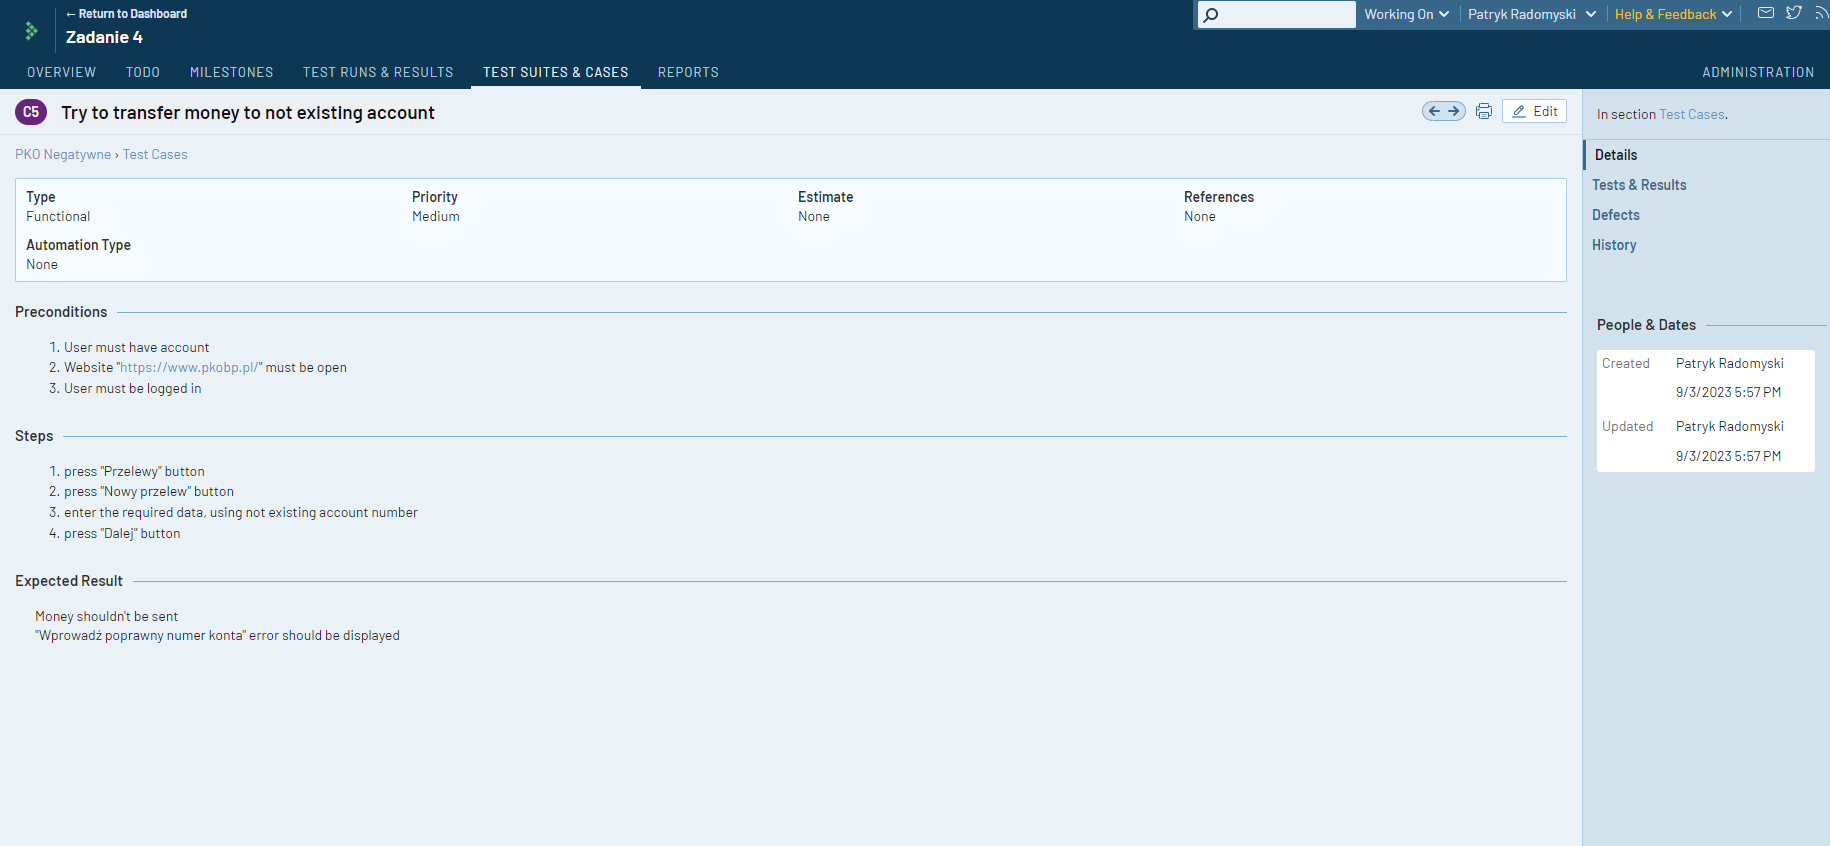 ← Return to Dashboard
Zadanie 4
Working On
Patryk Radomyski
Help & Feedback
OVERVIEW
TODO
MILESTONES
TEST RUNS & RESULTS
TEST SUITES & CASES
REPORTS
ADMINISTRATION
C5
Try to transfer money to not existing account
Edit
PKO Negatywne › Test Cases
Type
Functional
Priority
Medium
Estimate
None
References
None
Automation Type
None
Preconditions
1. User must have account
2. Website "https://www.pkobp.pl/" must be open
3. User must be logged in
Steps
1. press "Przelewy" button
2. press "Nowy przelew" button
3. enter the required data, using not existing account number
4. press "Dalej" button
Expected Result
Money shouldn't be sent
"Wprowadź poprawny numer konta" error should be displayed
In section Test Cases.
Details
Tests & Results
Defects
History
People & Dates
Created
Patryk Radomyski
9/3/2023 5:57 PM
Updated
Patryk Radomyski
9/3/2023 5:57 PM